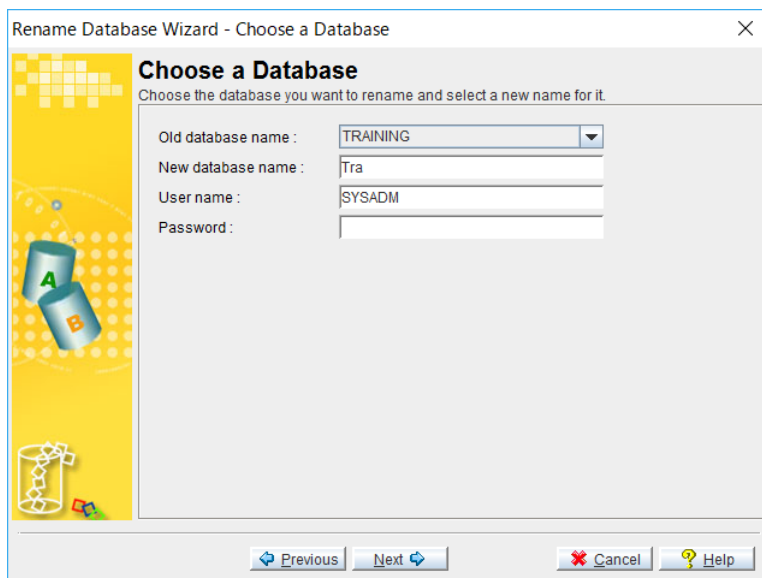 Rename Database Wizard - Choose a Database
Choose a Database
Choose the database you want to rename and select a new name for it.
Old database name : TRAINING
New database name : Tra
User name : SYSADM
Password :
A
B
Previous Next Cancel Help